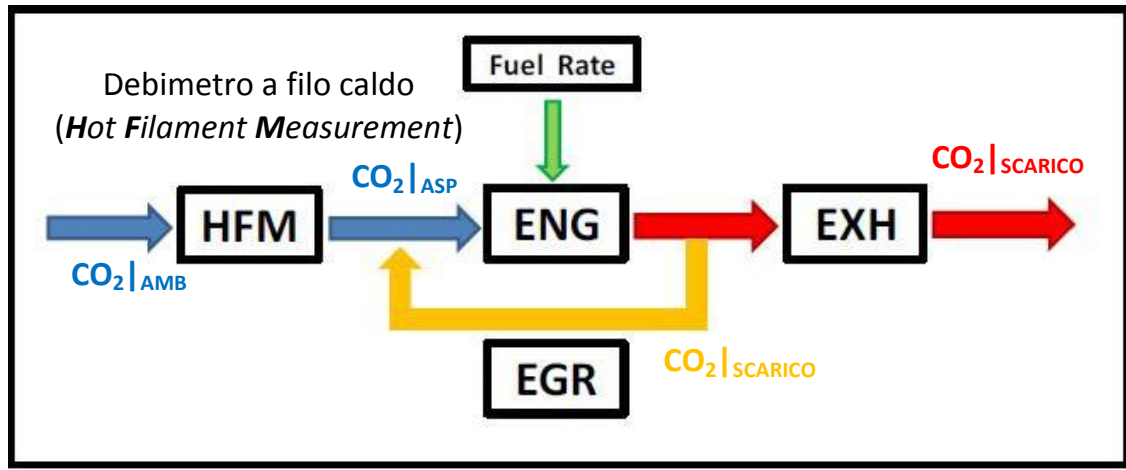 Fuel Rate
Debimetro a filo caldo
(Hot Filament Measurement)
CO₂|ASP
CO₂|SCARICO
HFM
ENG
EXH
CO₂|AMB
CO₂|SCARICO
EGR